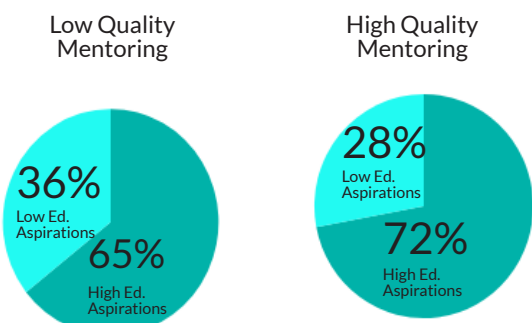 Low Quality
Mentoring
36%
Low Ed.
Aspirations
65%
High Ed.
Aspirations
High Quality
Mentoring
28%
Low Ed.
Aspirations
72%
High Ed.
Aspirations